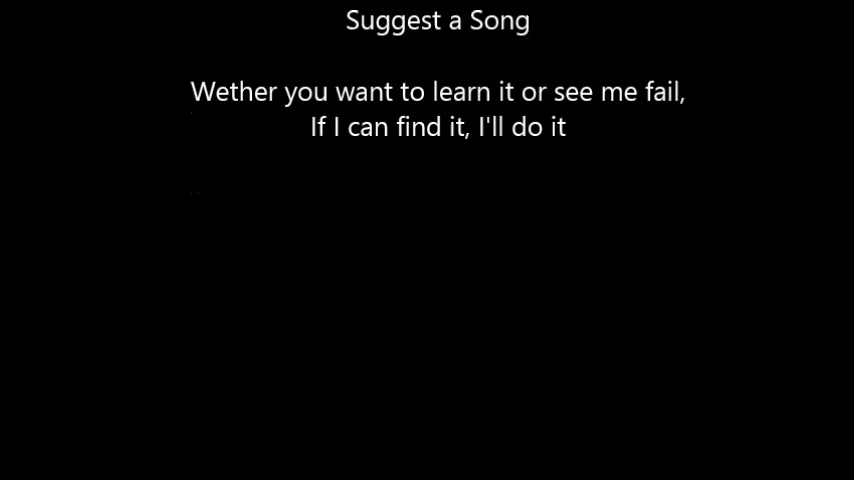 Suggest a Song
Wether you want to learn it or see me fail,
If I can find it, I'll do it